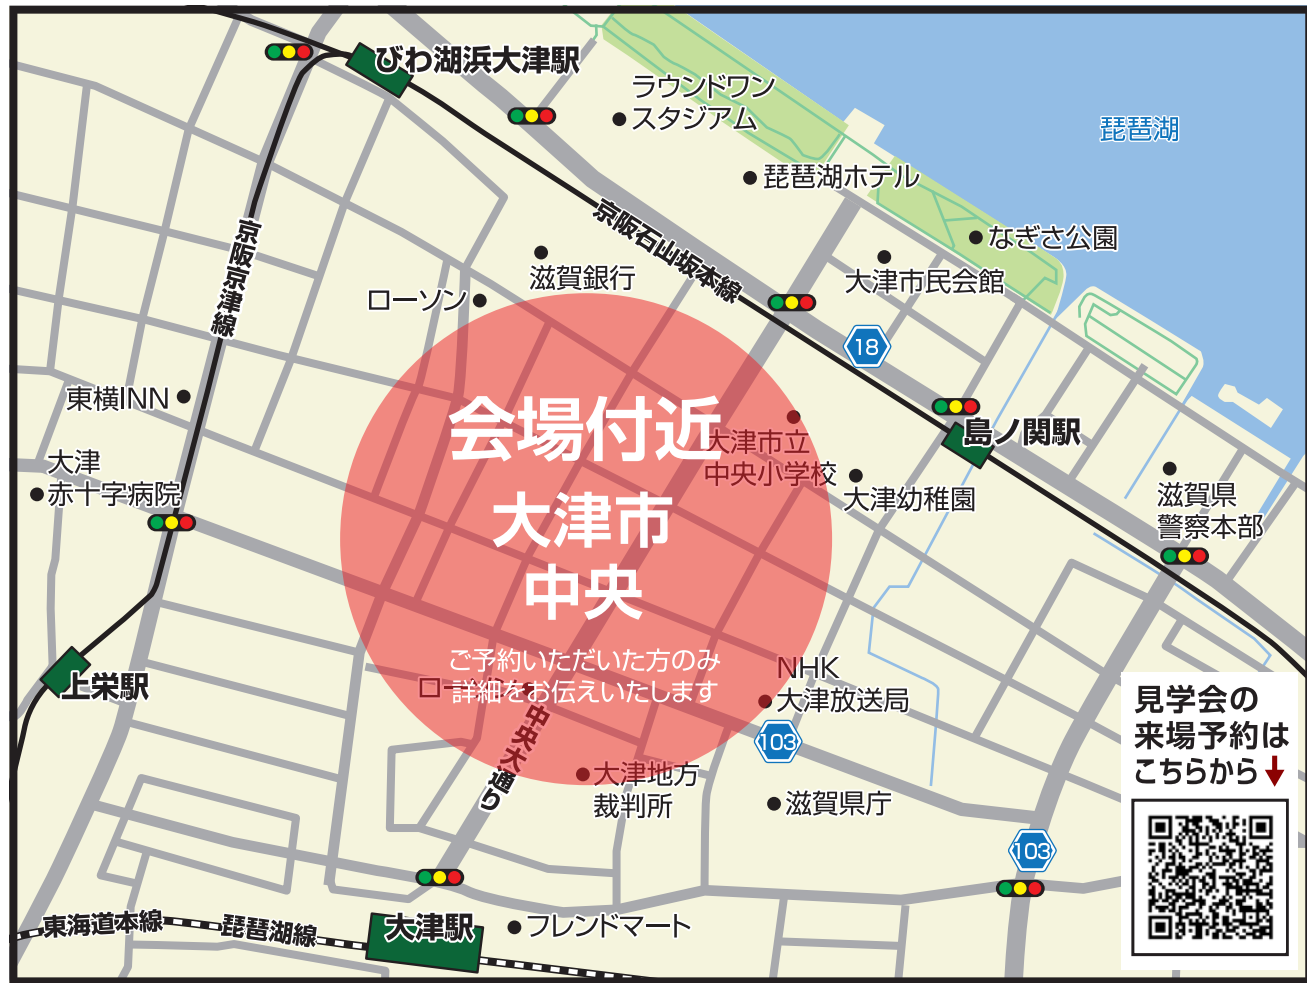 びわ湖浜大津駅
ラウンドワン
スタジアム
琵琶湖
琵琶湖ホテル
京阪石山坂本線
なぎさ公園
京阪京津線
滋賀銀行
大津市民会館
ローソン
18
東横INN
会場付近
大津市立
中央小学校
島ノ関駅
大津
赤十字病院
大津幼稚園
滋賀県
警察本部
大津市
中央
ご予約いただいた方のみ
詳細をお伝えいたします
NHK
大津放送局
上栄駅
中央大通り
103
見学会の
来場予約は
こちらから
大津地方
裁判所
滋賀県庁
103
東海道本線
琵琶湖線
大津駅
フレンドマート